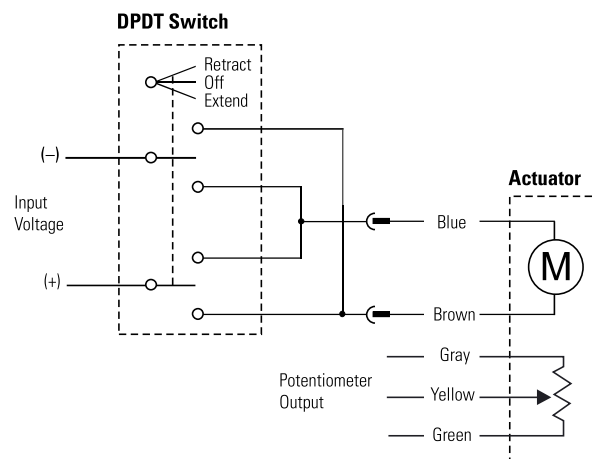 DPDT Switch
Retract
Off
Extend
(–)
Input
Voltage
(+)
Actuator
Blue
M
Brown
Gray
Potentiometer
Output
Yellow
Green